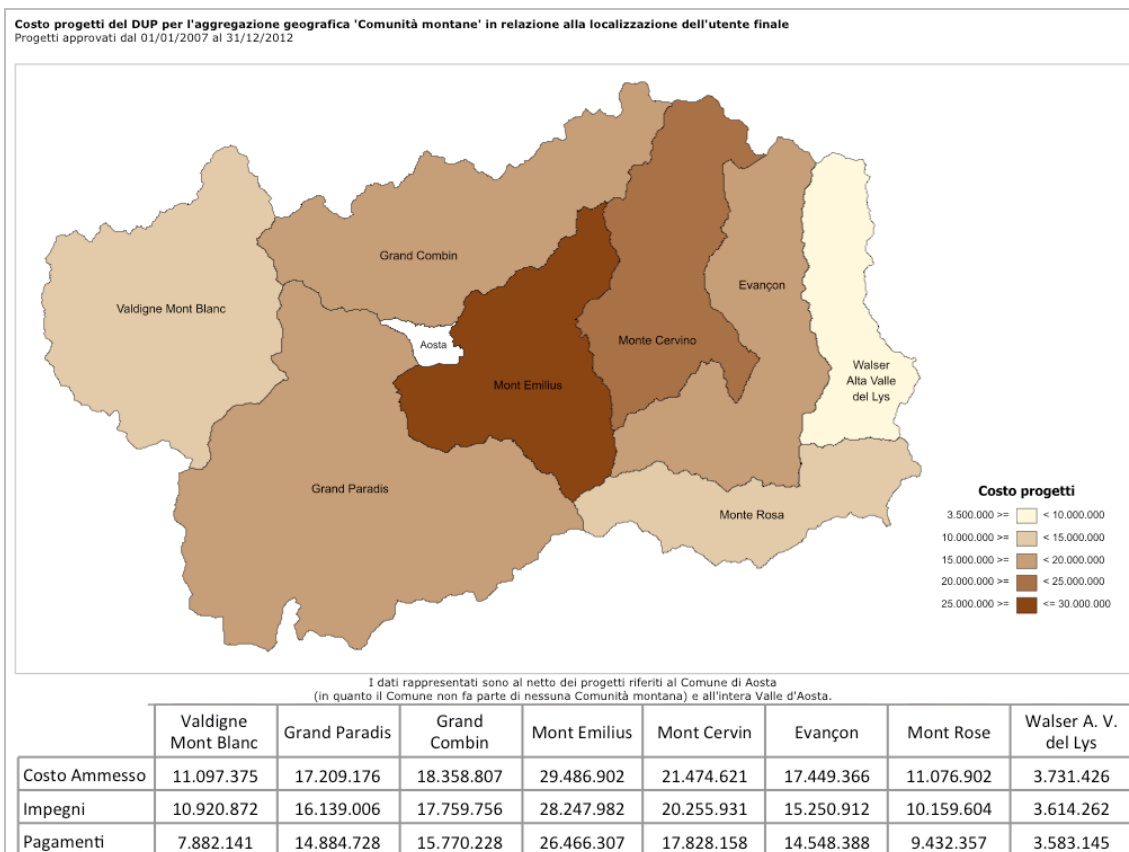 Costo progetti del DUP per l'aggregazione geografica 'Comunità montane' in relazione alla localizzazione dell'utente finale
Progetti approvati dal 01/01/2007 al 31/12/2012
Grand Combin
Evançon
Valdigne Mont Blanc
Monte Cervino
Aosta
Walser
Alta Valle
del Lys
Mont Emilius
Grand Paradis
Monte Rosa
Costo progetti
3.500.000 >= < 10.000.000
10.000.000 >= < 15.000.000
15.000.000 >= < 20.000.000
20.000.000 >= < 25.000.000
25.000.000 >= <= 30.000.000
I dati rappresentati sono al netto dei progetti riferiti al Comune di Aosta
(in quanto il Comune non fa parte di nessuna Comunità montana) e all'intera Valle d'Aosta.
Valdigne Mont Blanc Grand Paradis Grand Combin Mont Emilius Mont Cervin Evançon Mont Rose Walser A. V. del Lys
Costo Ammesso 11.097.375 17.209.176 18.358.807 29.486.902 21.474.621 17.449.366 11.076.902 3.731.426
Impegni 10.920.872 16.139.006 17.759.756 28.247.982 20.255.931 15.250.912 10.159.604 3.614.262
Pagamenti 7.882.141 14.884.728 15.770.228 26.466.307 17.828.158 14.548.388 9.432.357 3.583.145